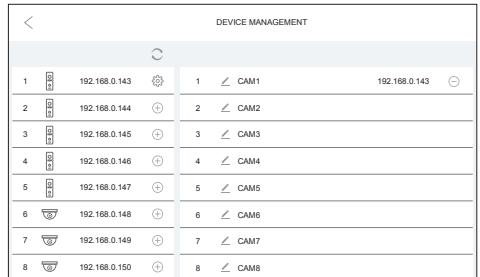 DEVICE MANAGEMENT
1 192.168.0.143 1 CAM1 192.168.0.143
2 192.168.0.144 2 CAM2
3 192.168.0.145 3 CAM3
4 192.168.0.146 4 CAM4
5 192.168.0.147 5 CAM5
6 192.168.0.148 6 CAM6
7 192.168.0.149 7 CAM7
8 192.168.0.150 8 CAM8